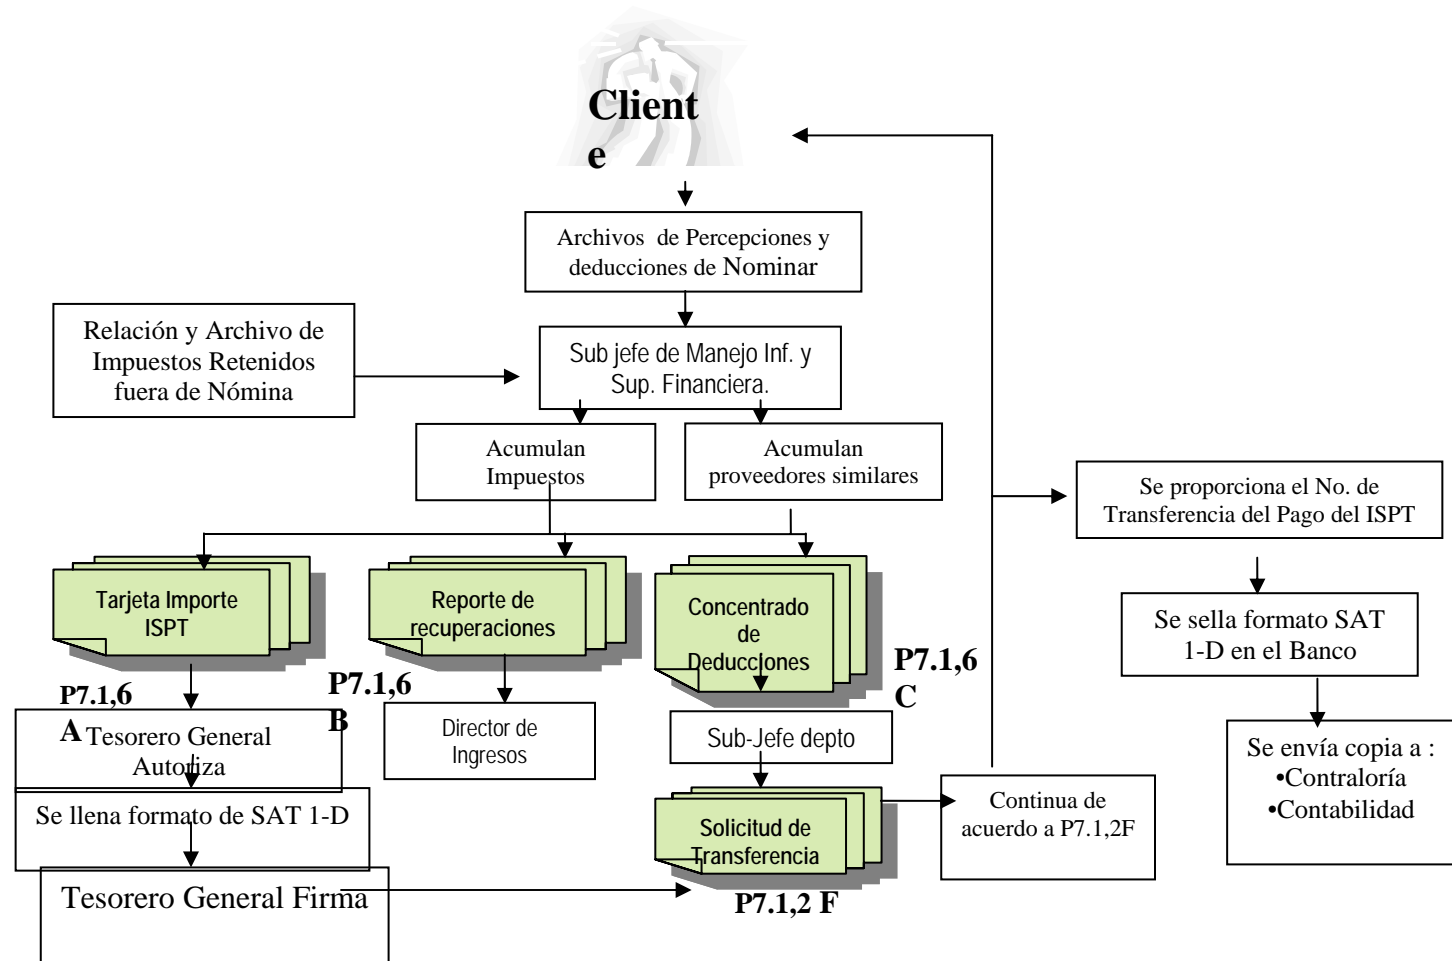 Client
e
Archivos de Percepciones y
deducciones de Nominar
Relación y Archivo de
Impuestos Retenidos
fuera de Nómina
Sub jefe de Manejo Inf. y
Sup. Financiera.
Acumulan
Impuestos
Acumulan
proveedores similares
Se proporciona el No. de
Transferencia del Pago del ISPT
Tarjeta Importe
ISPT
Reporte de
recuperaciones
Concentrado
de
Deducciones
Se sella formato SAT
1-D en el Banco
P7.1,6
A
P7.1,6
B
P7.1,6
C
Tesorero General
Autoriza
Director de
Ingresos
Sub-Jefe depto
Se envía copia a :
•Contraloría
•Contabilidad
Se llena formato de SAT 1-D
Solicitud de
Transferencia
Continua de
acuerdo a P7.1,2F
Tesorero General Firma
P7.1,2 F